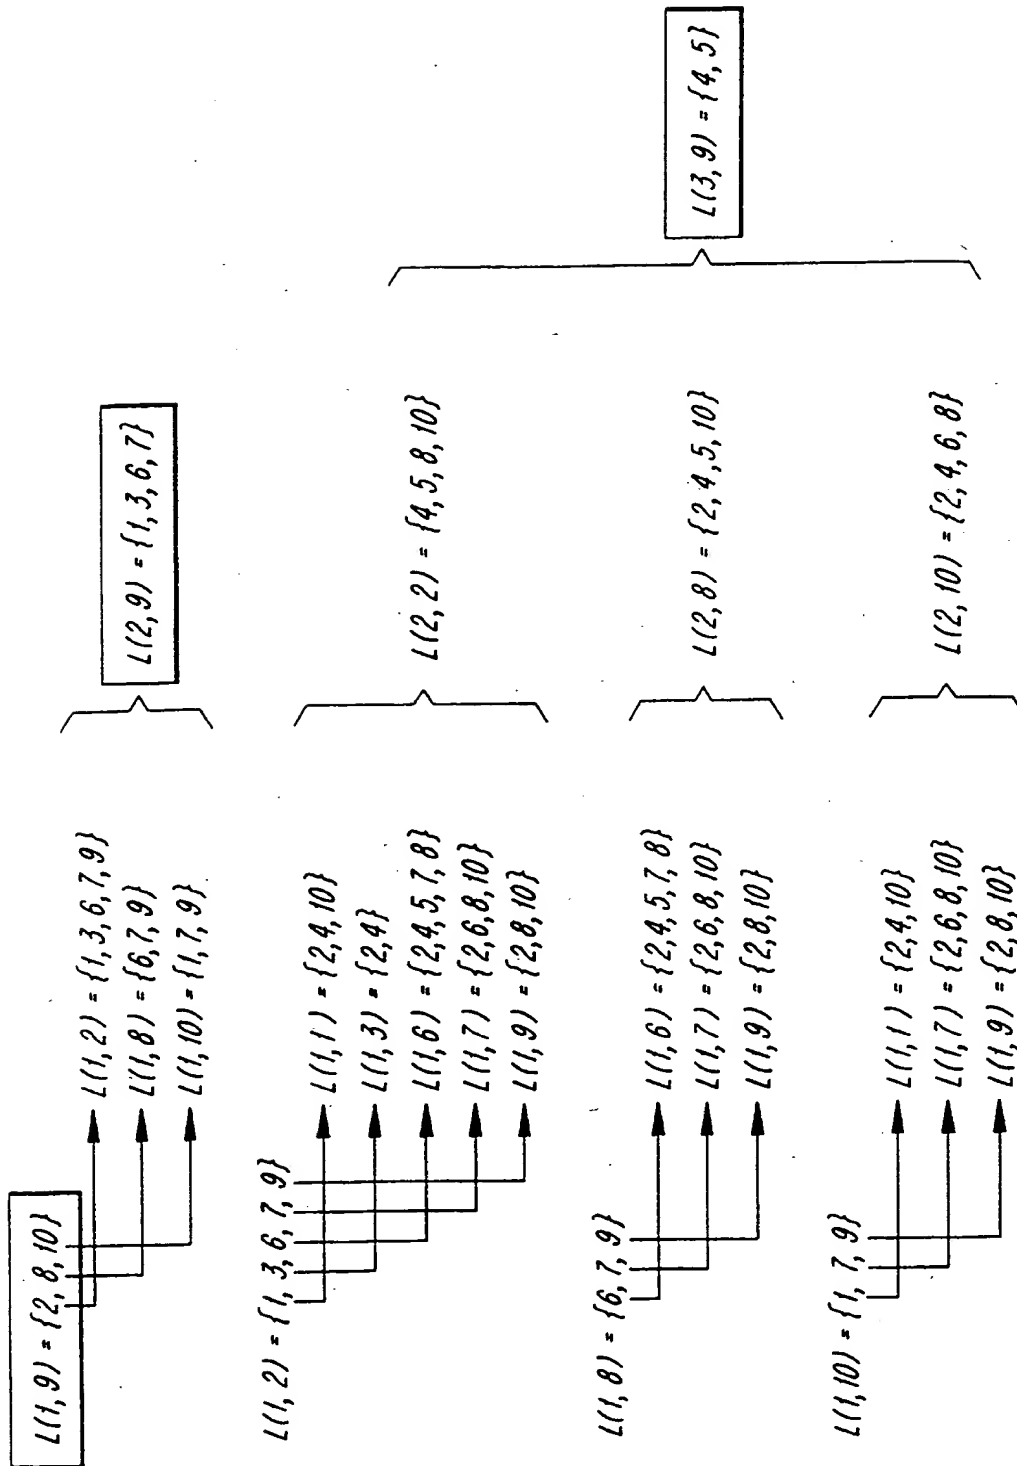 L(1,9) = {2,8,10}
L(1,2) = {1,3,6,7,9}
L(1,8) = {6,7,9}
L(1,10) = {1,7,9}
L(2,9) = {1,3,6,7}
L(1,2) = {1,3,6,7,9}
L(1,1) = {2,4,10}
L(1,3) = {2,4}
L(1,6) = {2,4,5,7,8}
L(1,7) = {2,6,8,10}
L(1,9) = {2,8,10}
L(2,2) = {4,5,8,10}
L(1,8) = {6,7,9}
L(1,6) = {2,4,5,7,8}
L(1,7) = {2,6,8,10}
L(1,9) = {2,8,10}
L(2,8) = {2,4,5,10}
L(1,10) = {1,7,9}
L(1,1) = {2,4,10}
L(1,7) = {2,6,8,10}
L(1,9) = {2,8,10}
L(2,10) = {2,4,6,8}
L(3,9) = {4,5}